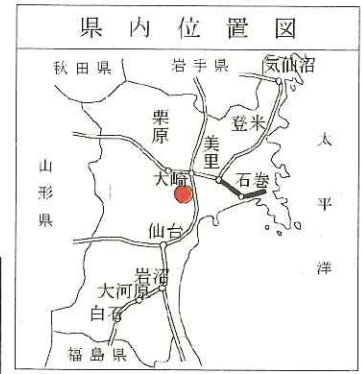 県内位置図
秋田県
岩手県
気仙沼
栗原
登米
美里
太平洋
山形県
大崎
石巻
仙台
岩沼
大河原
白石
福島県